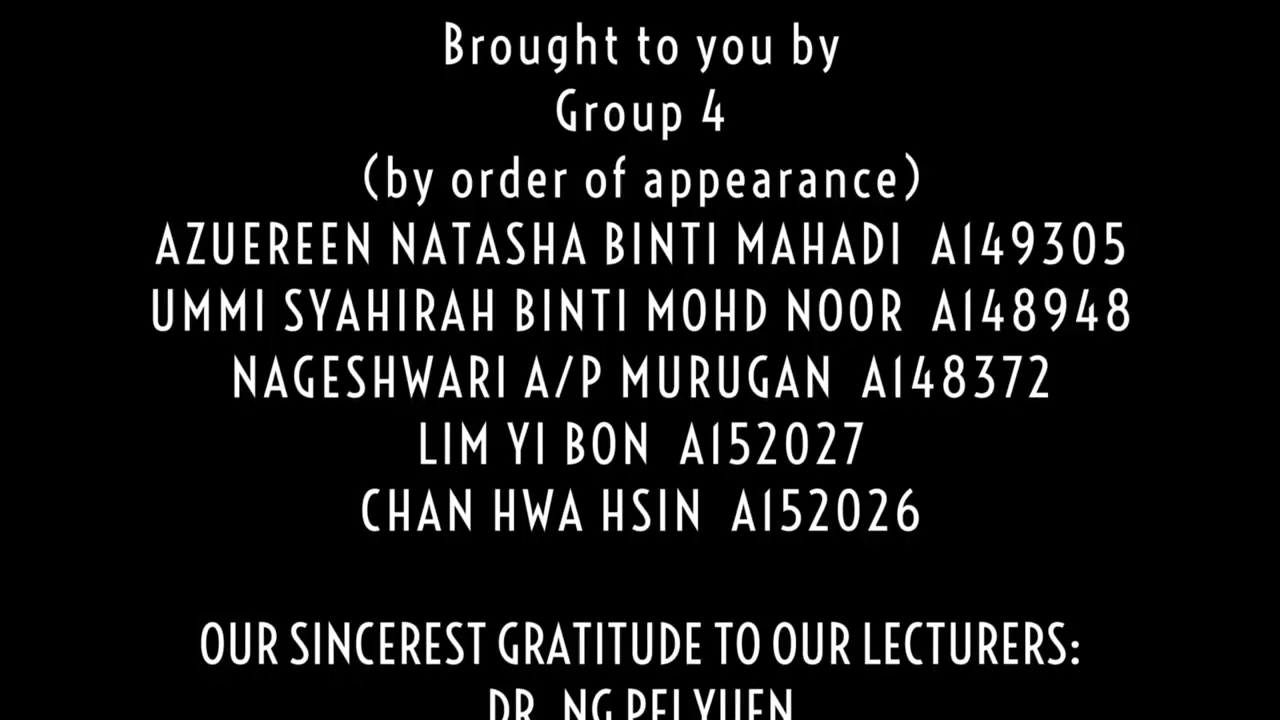 Brought to you by
Group 4
(by order of appearance)
AZUEREEN NATASHA BINTI MAHADI A149305
UMMI SYAHIRAH BINTI MOHD NOOR A148948
NAGESHWARI A/P MURUGAN A148372
LIM YI BON A152027
CHAN HWA HSIN A152026
OUR SINCEREST GRATITUDE TO OUR LECTURERS:
DR. NG PEI YUEN